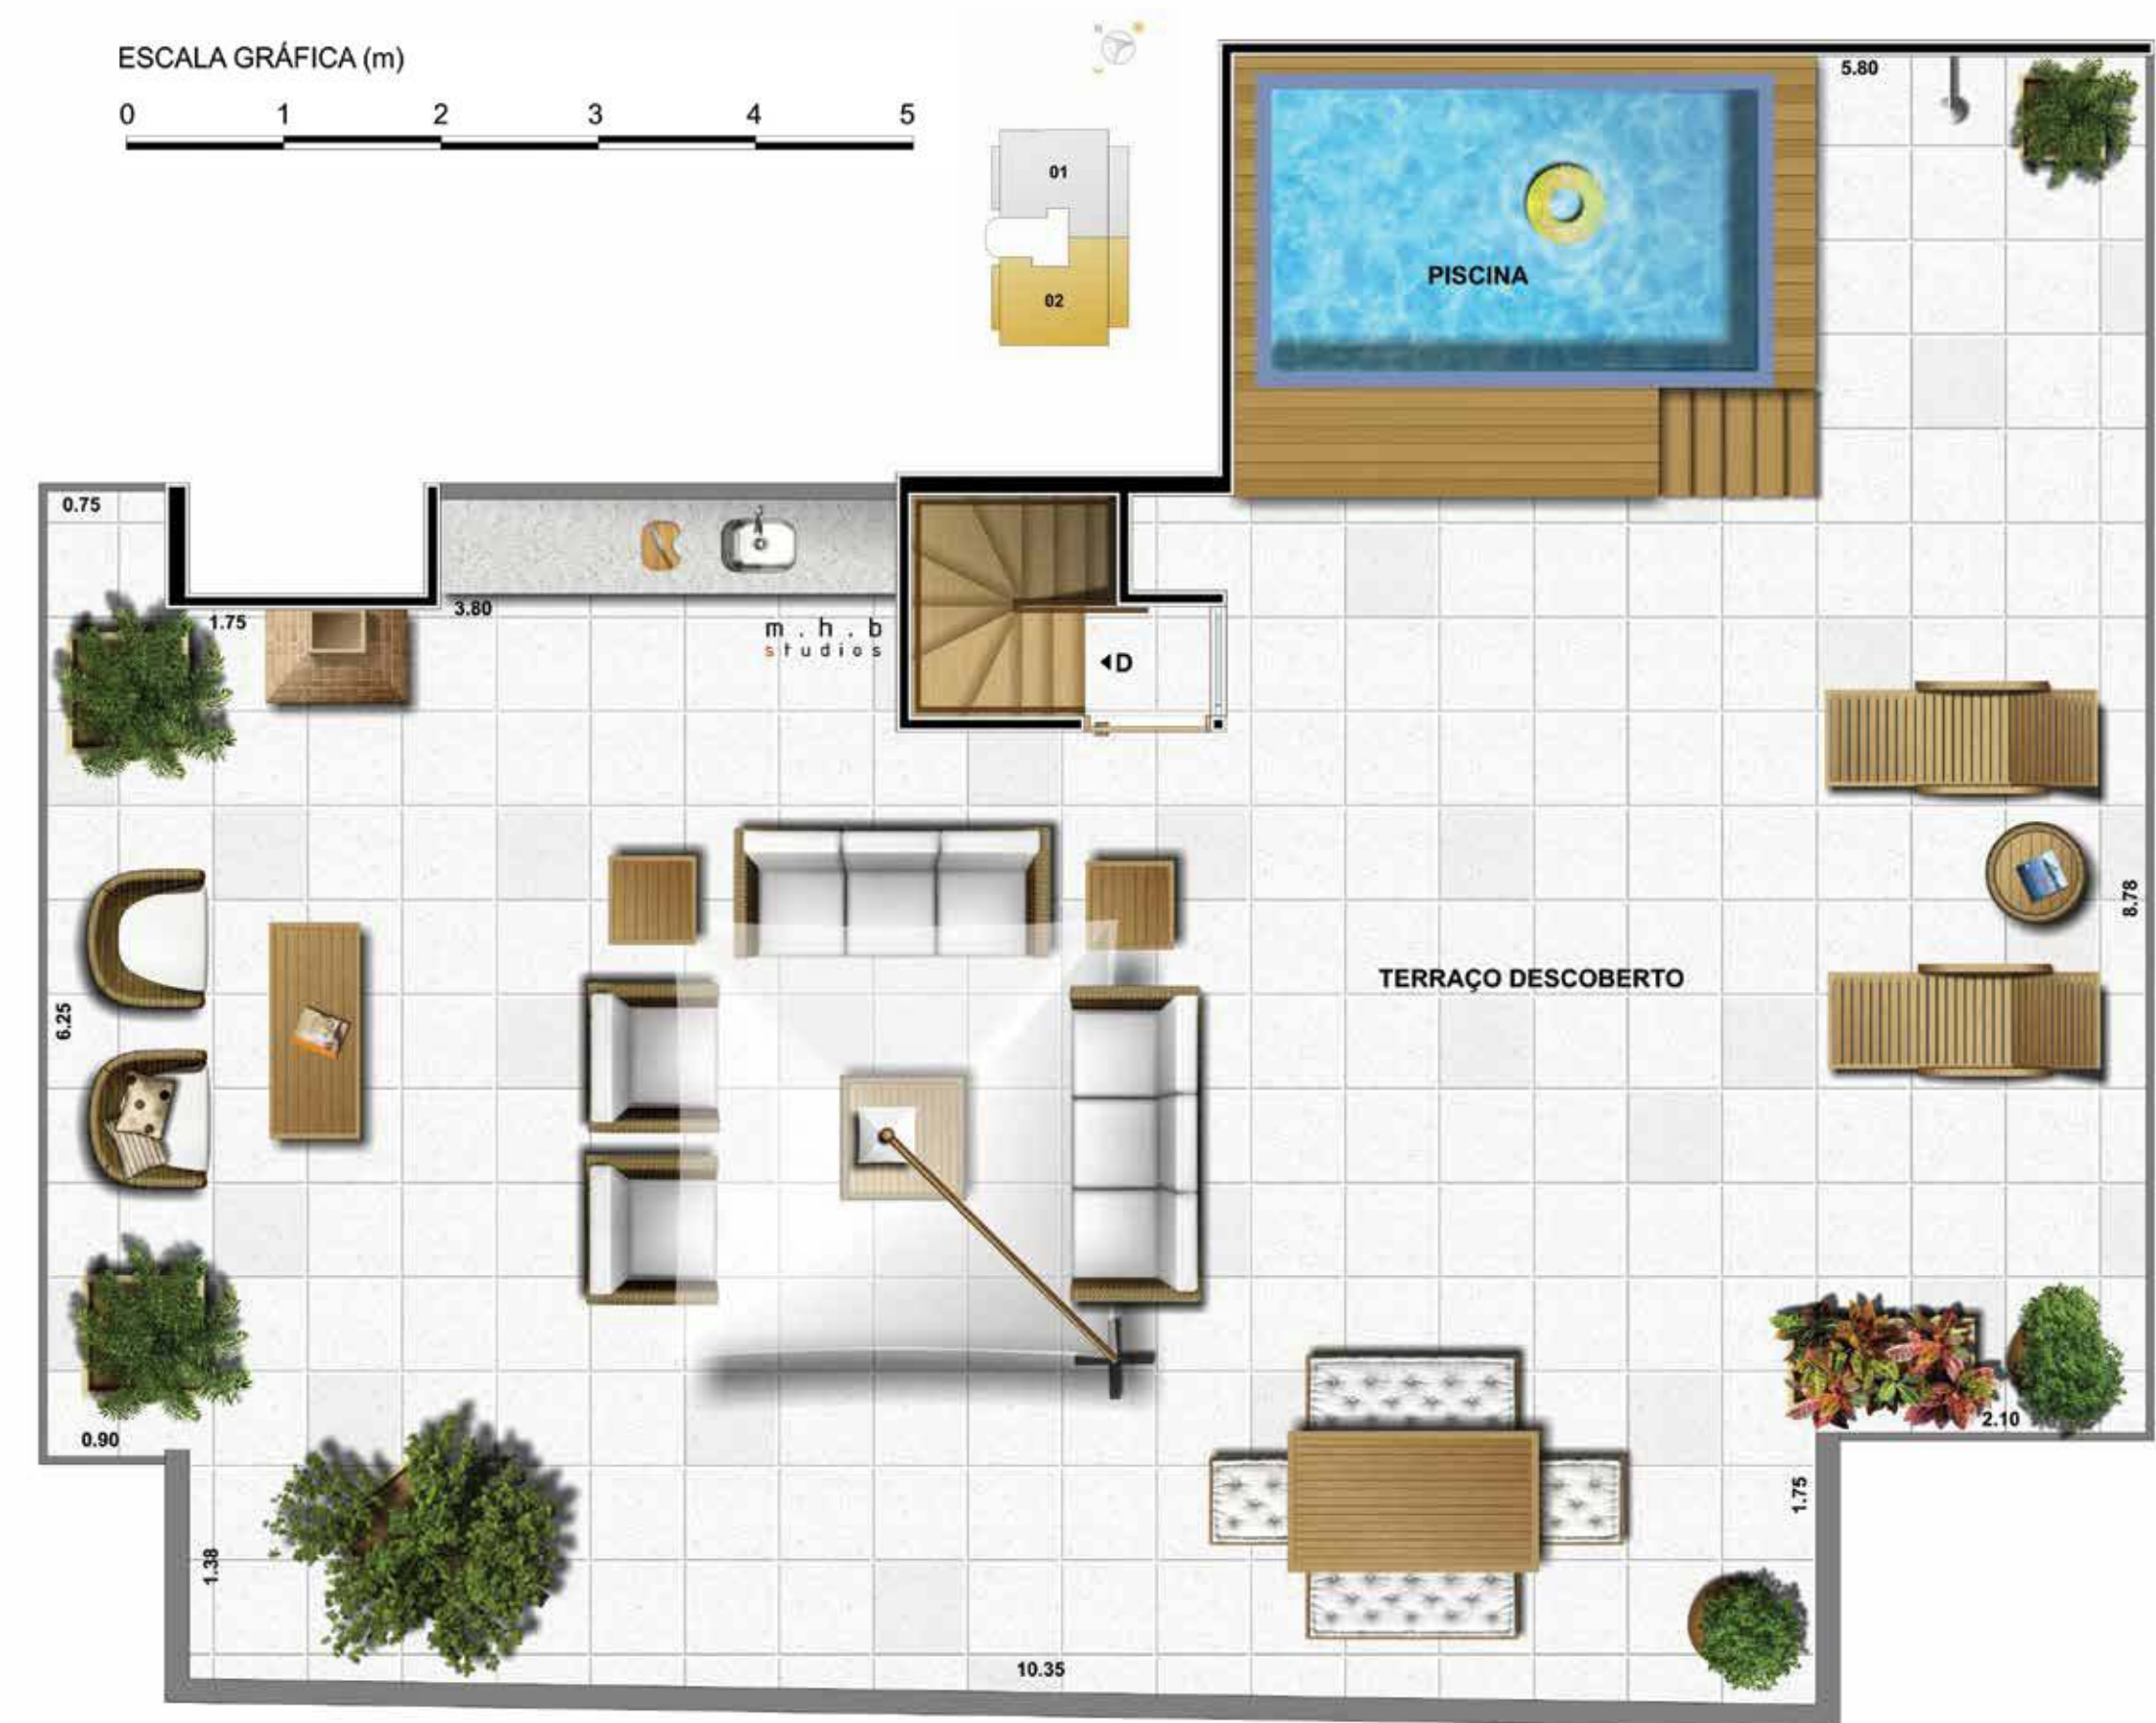 ESCALA GRÁFICA (m)
0 1 2 3 4 5
01
02
5.80
PISCINA
0.75
1.75
3.80
m.h.b
studios
D
8.78
TERRAÇO DESCOBERTO
6.25
0.90
2.10
1.75
1.38
10.35